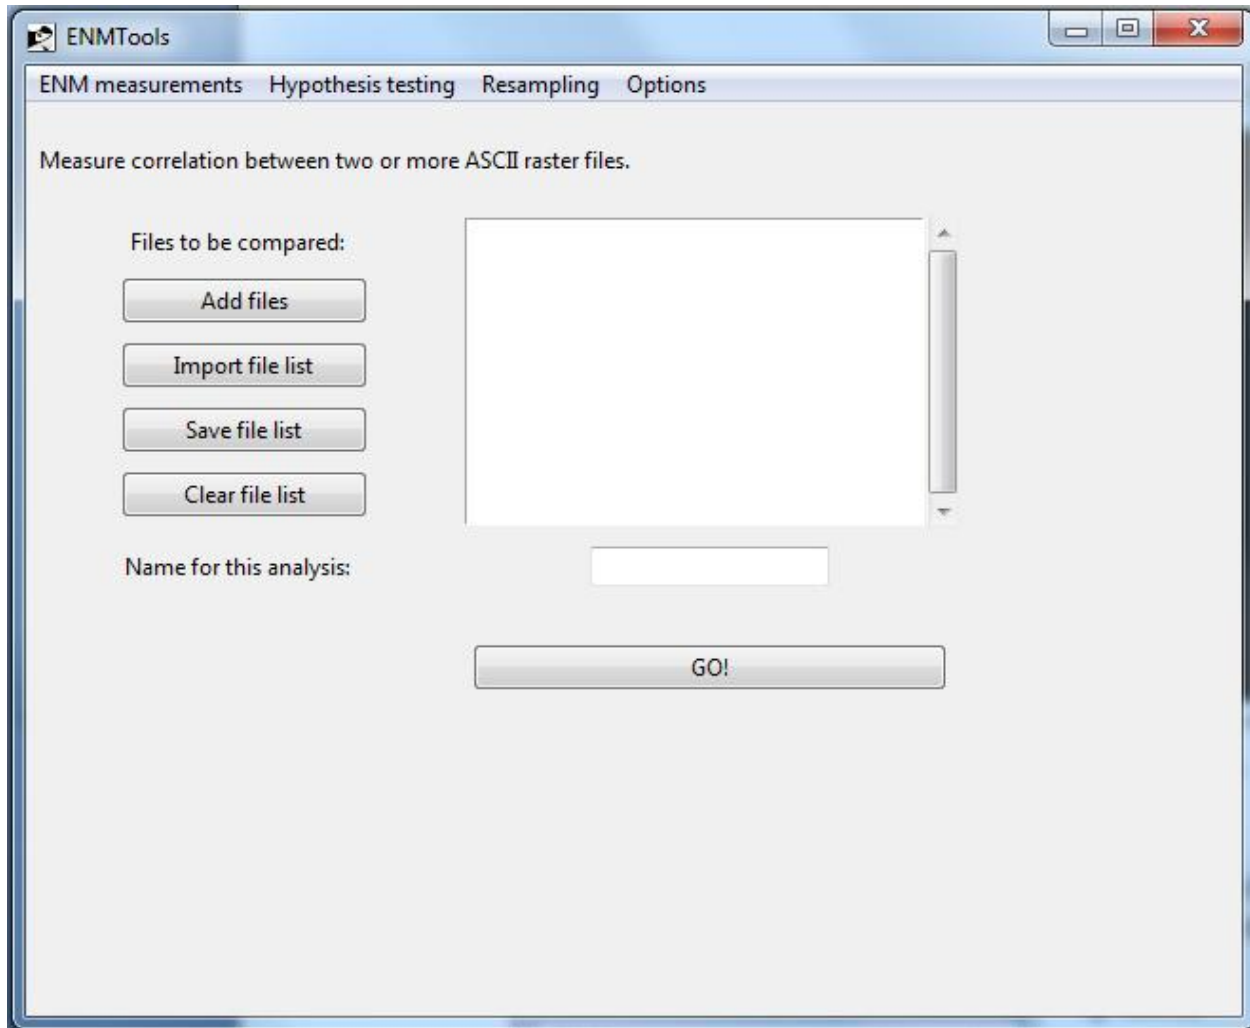 ENMTools
ENM measurements Hypothesis testing Resampling Options
Measure correlation between two or more ASCII raster files.
Files to be compared:
Add files
Import file list
Save file list
Clear file list
Name for this analysis:
GO!